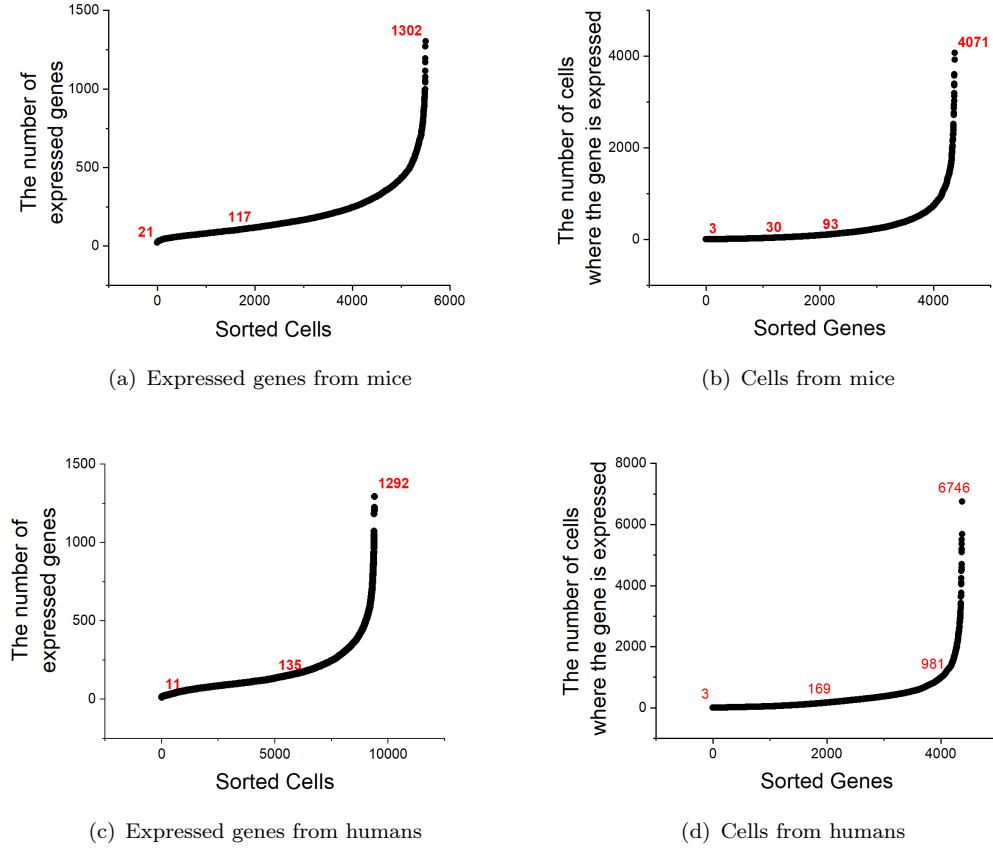 1500
1000
500
0
0
2000
4000
6000
The number of
expressed genes
Sorted Cells
21
117
1302
(a) Expressed genes from mice
4000
2000
0
0
2000
4000
The number of cells
where the gene is expressed
Sorted Genes
3
30
93
4071
(b) Cells from mice
1500
1000
500
0
0
5000
10000
The number of
expressed genes
Sorted Cells
11
135
1292
(c) Expressed genes from humans
8000
6000
4000
2000
0
0
2000
4000
The number of cells
where the gene is expressed
Sorted Genes
3
169
981
6746
(d) Cells from humans